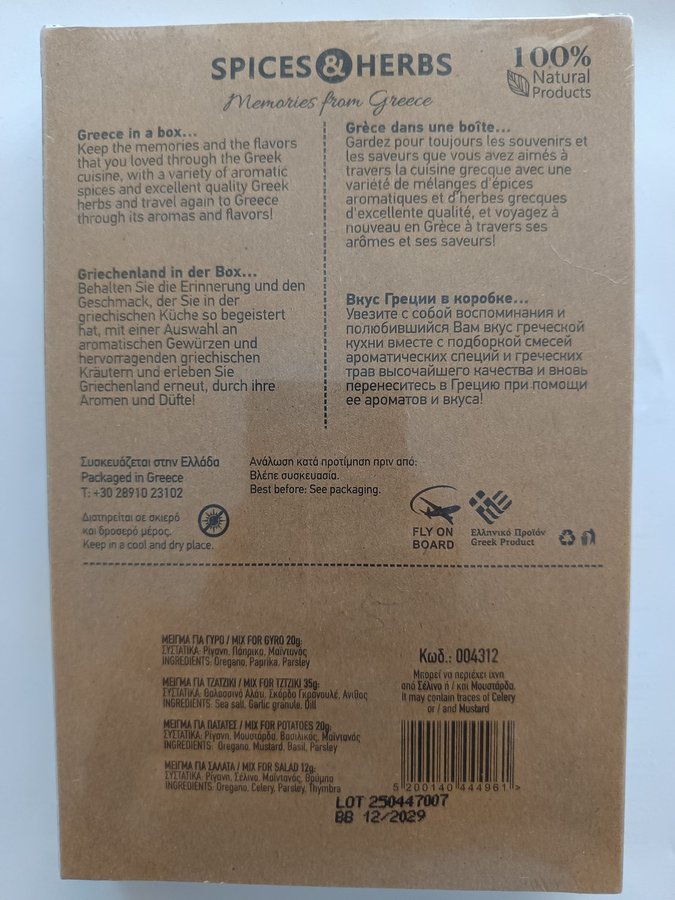 SPICES & HERBS
Memories from Greece
100%
Natural
Products
Greece in a box...
Keep the memories and the flavors
that you loved through the Greek
cuisine, with a variety of aromatic
spices and excellent quality Greek
herbs and travel again to Greece
through its aromas and flavors!
Grèce dans une boîte...
Gardez pour toujours les souvenirs et
les saveurs que vous avez aimés à
travers la cuisine grecque avec une
variété de mélanges d'épices
aromatiques et d'herbes grecques
d'excellente qualité, et voyagez à
nouveau en Grèce à travers ses
arômes et ses saveurs!
Griechenland in der Box...
Behalten Sie die Erinnerung und den
Geschmack, der Sie in der
griechischen Küche so begeistert
hat, mit einer Auswahl an
aromatischen Gewürzen und
hervorragenden griechischen
Kräutern und erleben Sie
Griechenland erneut, durch ihre
Aromen und Düfte!
Вкус Греции в коробке...
Увезите с собой воспоминания и
полюбившийся Вам вкус греческой
кухни вместе с подборкой смесей
ароматических специй и греческих
трав высочайшего качества и вновь
перенеситесь в Грецию при помощи
ее ароматов и вкуса!
Συσκευάζεται στην Ελλάδα
Packaged in Greece
T: +30 28910 23102
Διατηρείται σε σκιερό
και δροσερό μέρος.
Keep in a cool and dry place.
Ανάλωση κατά προτίμηση πριν από:
Βλέπε συσκευασία.
Best before: See packaging.
FLY ON
BOARD
Ελληνικό Προϊόν
Greek Product
ΜΕΙΓΜΑ ΓΙΑ ΓΥΡΟ / MIX FOR GYRO 20g:
ΣΥΣΤΑΤΙΚΑ: Ρίγανη, Πάπρικα, Μαϊντανός
INGREDIENTS: Oregano, Paprika, Parsley
ΜΕΙΓΜΑ ΓΙΑ ΤΖΑΤΖΙΚΙ / MIX FOR TZTZIKI 35g:
ΣΥΣΤΑΤΙΚΑ: Θαλασσινό Αλάτι, Σκόρδο Γκρανουλέ, Άνιθος
INGREDIENTS: Sea salt, Garlic granule, Dill
ΜΕΙΓΜΑ ΓΙΑ ΠΑΤΑΤΕΣ / MIX FOR POTATOES 20g:
ΣΥΣΤΑΤΙΚΑ: Ρίγανη, Μουστάρδα, Βασιλικός, Μαϊντανός
INGREDIENTS: Oregano, Mustard, Basil, Parsley
ΜΕΙΓΜΑ ΓΙΑ ΣΑΛΑΤΑ / MIX FOR SALAD 12g:
ΣΥΣΤΑΤΙΚΑ: Ρίγανη, Σέλινο, Μαϊντανός, Θρύμπα
INGREDIENTS: Oregano, Celery, Parsley, Thymbra
Κωδ.: 004312
Μπορεί να περιέχει ίχνη
από Σέλινο ή / και Μουστάρδα.
It may contain traces of Celery
or / and Mustard
5 200140 444961 >
LOT 250447007
BB 12/2029